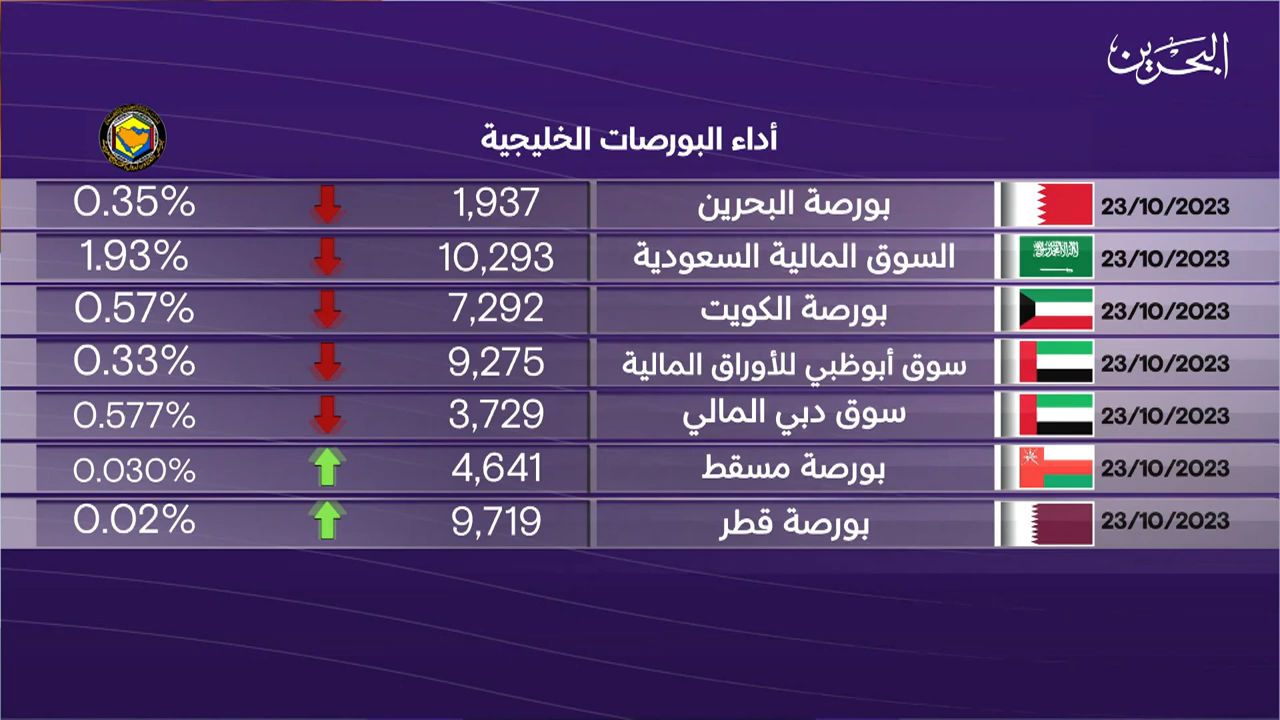 البحرين
أداء البورصات الخليجية
23/10/2023 بورصة البحرين 1,937 0.35%
23/10/2023 السوق المالية السعودية 10,293 1.93%
23/10/2023 بورصة الكويت 7,292 0.57%
23/10/2023 سوق أبوظبي للأوراق المالية 9,275 0.33%
23/10/2023 سوق دبي المالي 3,729 0.577%
23/10/2023 بورصة مسقط 4,641 0.030%
23/10/2023 بورصة قطر 9,719 0.02%